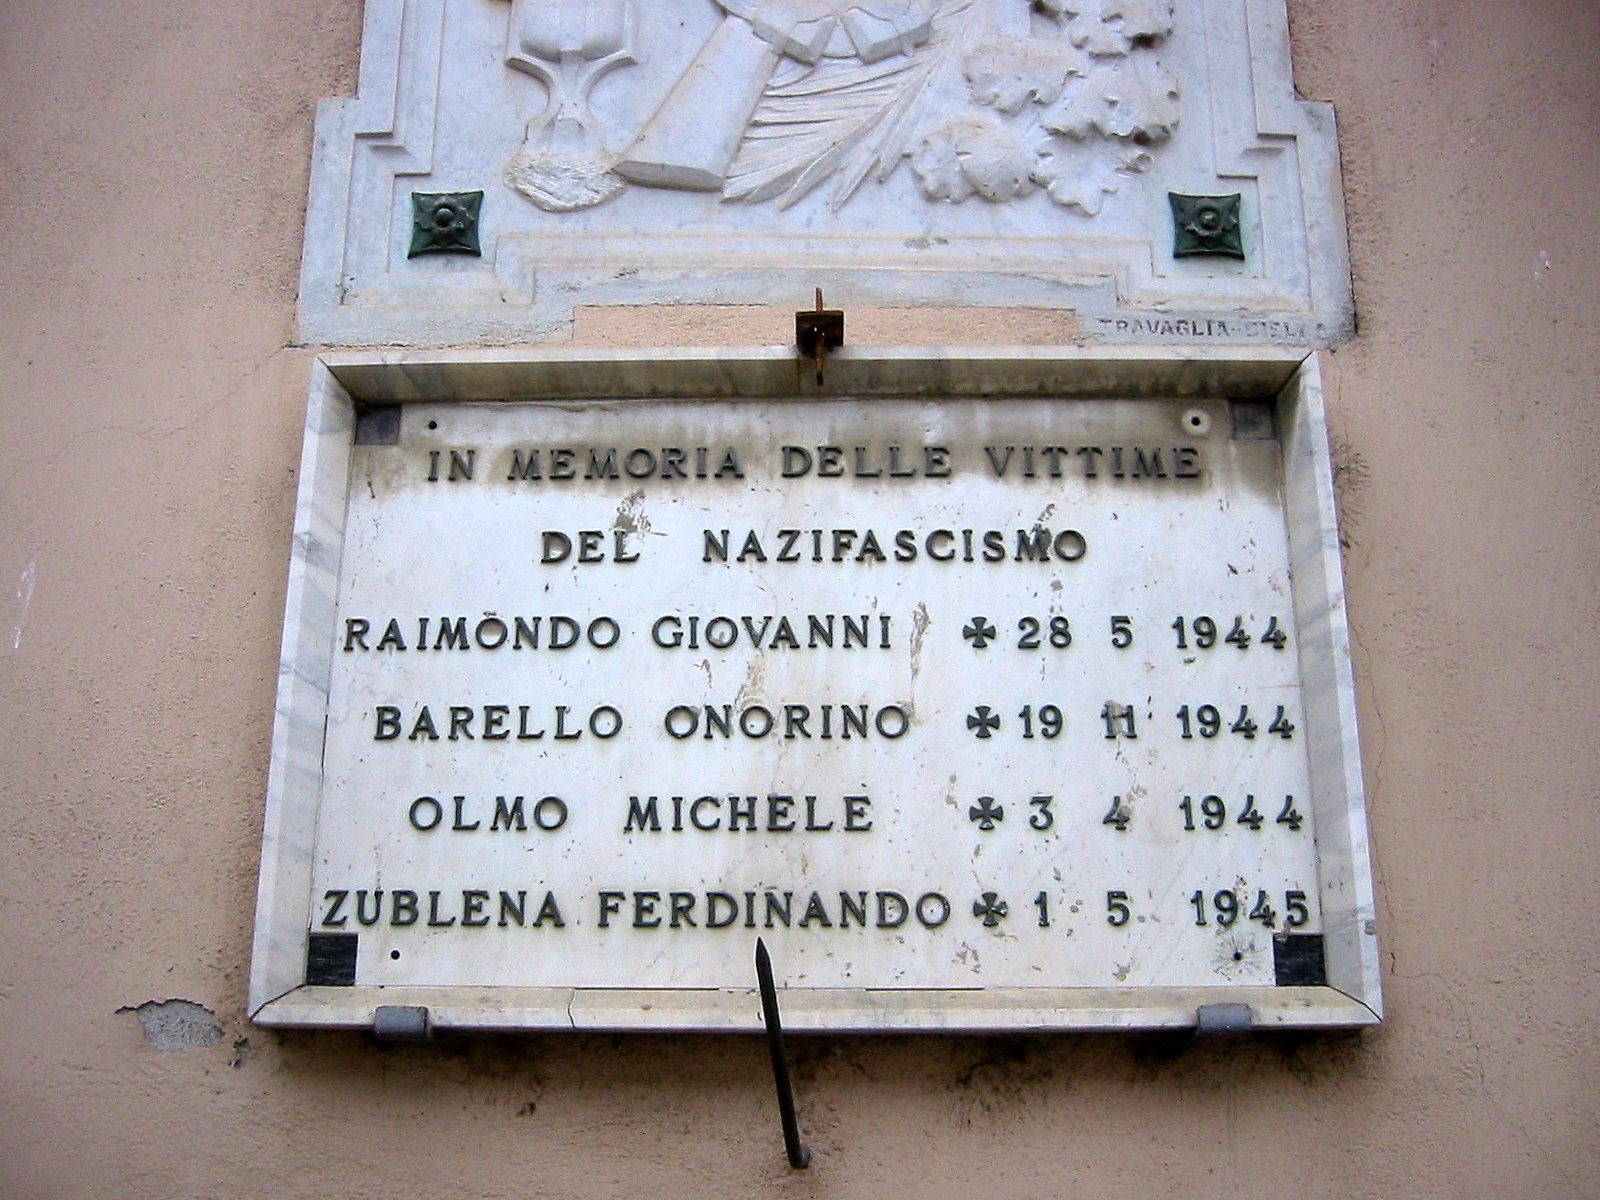 TRAVAGLIA BIELLA
IN MEMORIA DELLE VITTIME
DEL NAZIFASCISMO
RAIMONDO GIOVANNI ✠ 28 5 1944
BARELLO ONORINO ✠ 19 11 1944
OLMO MICHELE ✠ 3 4 1944
ZUBLENA FERDINANDO ✠ 1 5 1945